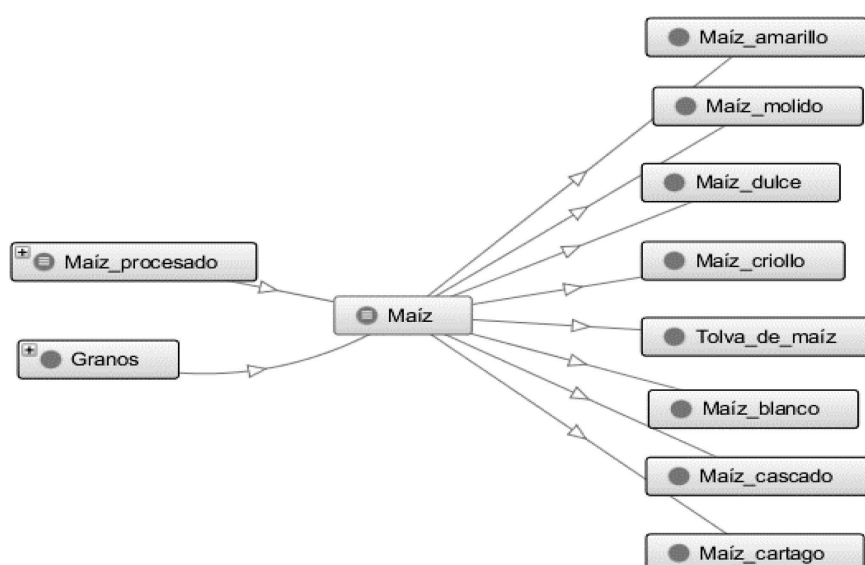 Maíz_amarillo
Maíz_molido
Maíz_dulce
Maíz_procesado
Maíz_criollo
Maíz
Tolva_de_maíz
Granos
Maíz_blanco
Maíz_cascado
Maíz_cartago